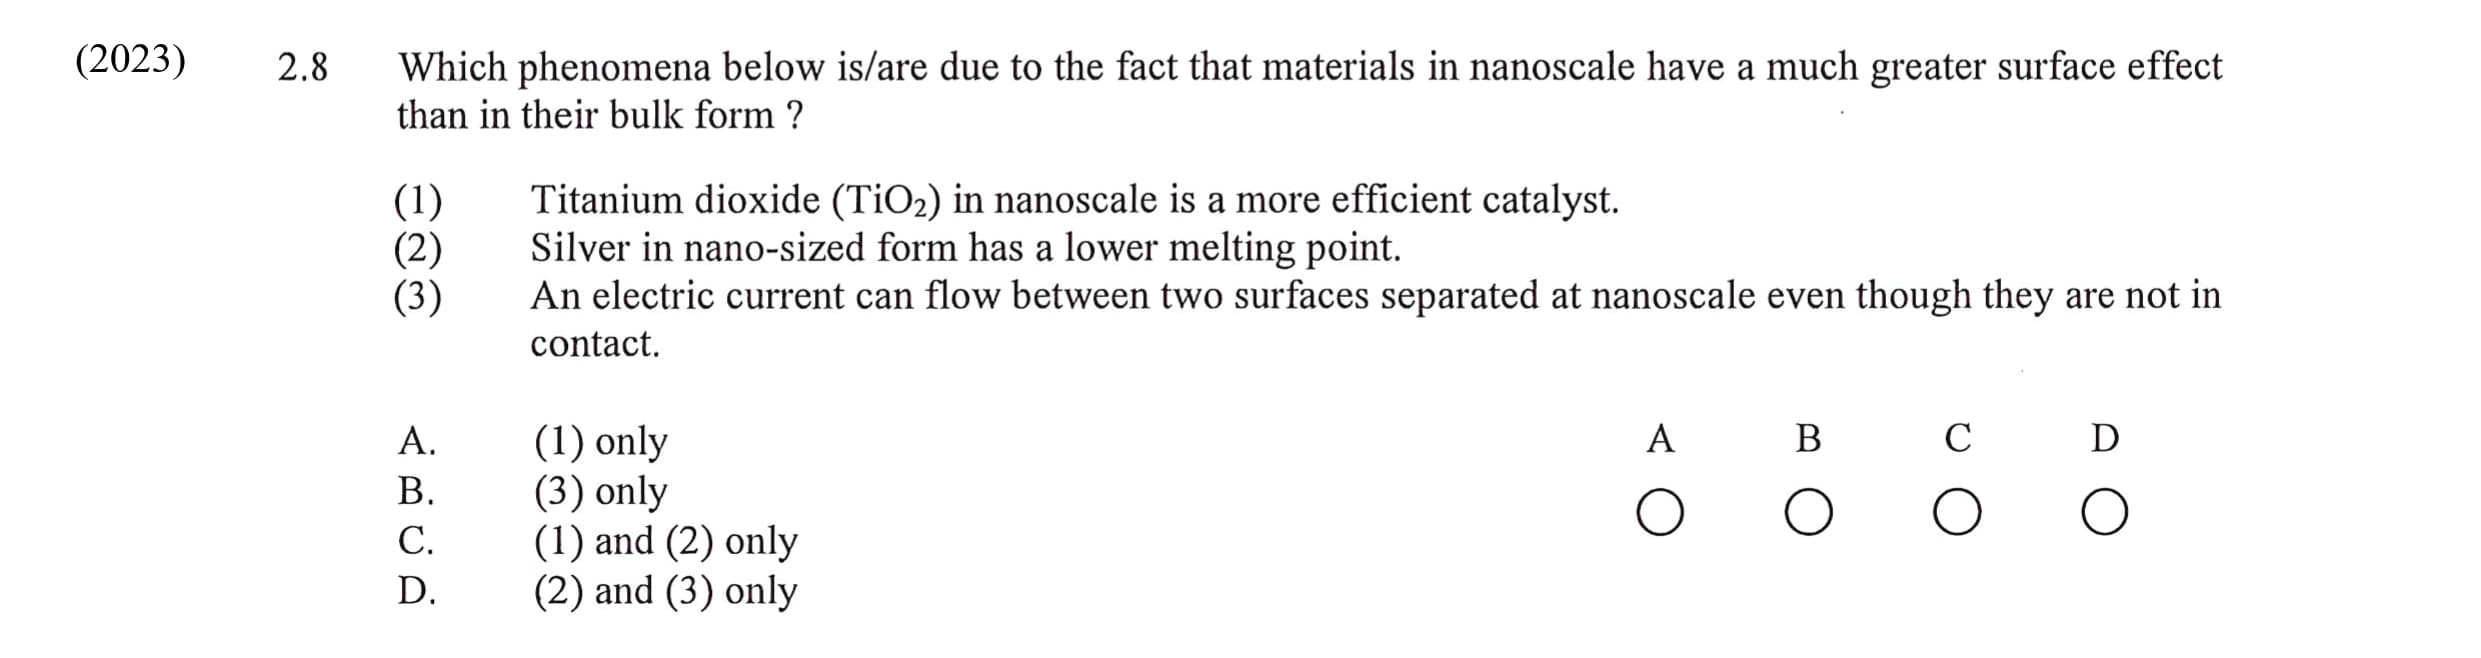 (2023) 2.8 Which phenomena below is/are due to the fact that materials in nanoscale have a much greater surface effect
than in their bulk form ?
(1) Titanium dioxide (TiO₂) in nanoscale is a more efficient catalyst.
(2) Silver in nano-sized form has a lower melting point.
(3) An electric current can flow between two surfaces separated at nanoscale even though they are not in
contact.
A. (1) only A B C D
B. (3) only
C. (1) and (2) only
D. (2) and (3) only